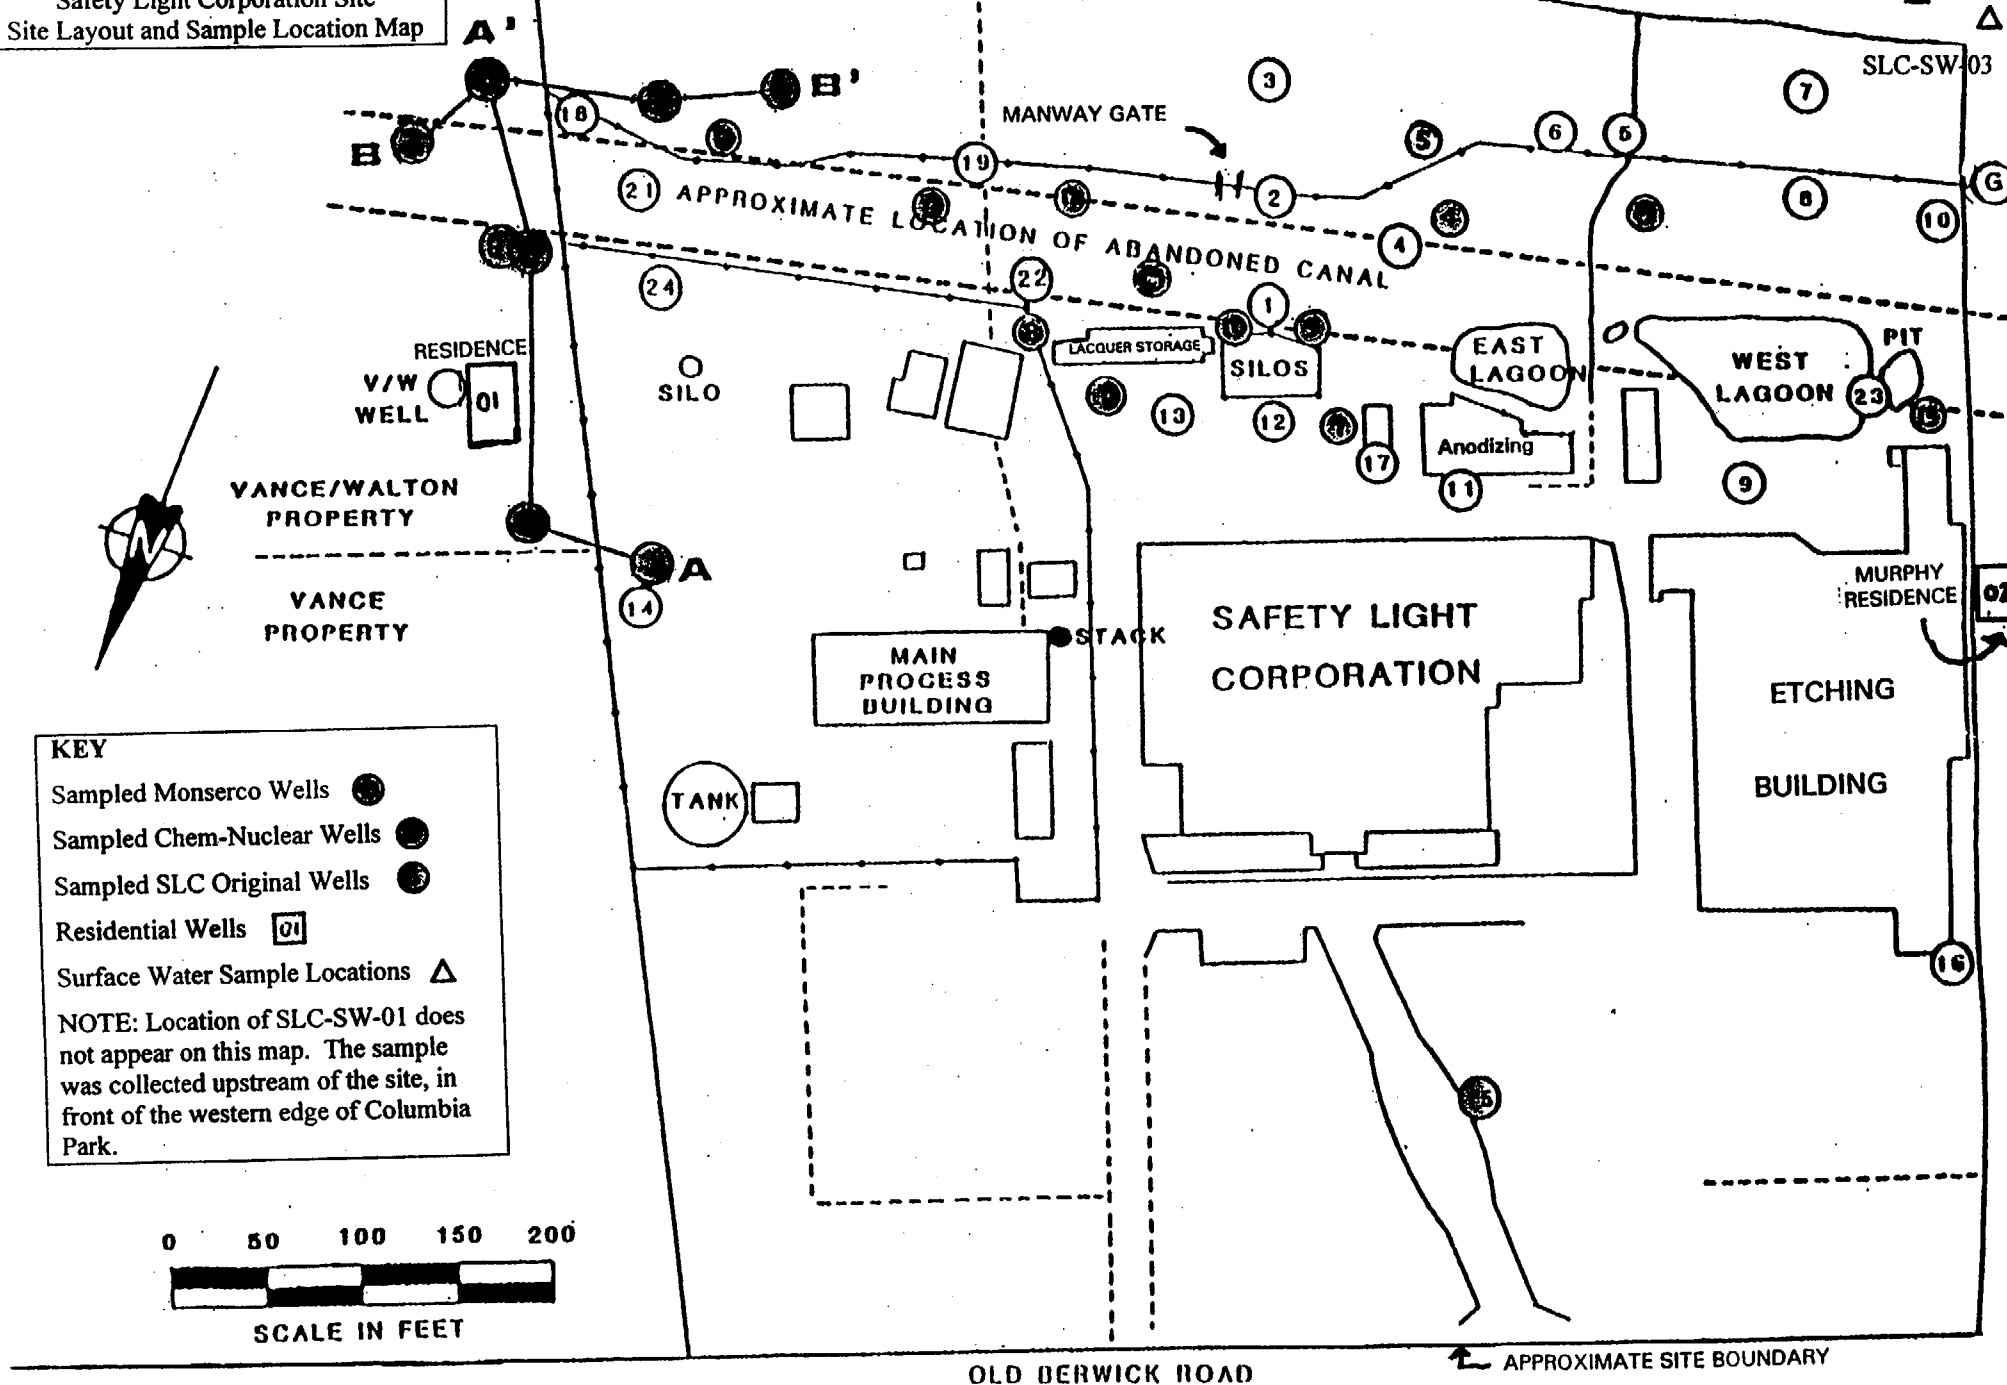 Safety Light Corporation Site
Site Layout and Sample Location Map
A'
B'
B
SLC-SW-03
MANWAY GATE
3
7
18
19
2
S
6
5
8
G
10
21
APPROXIMATE LOCATION OF ABANDONED CANAL
4
4
24
22
1
RESIDENCE
V/W
WELL
01
SILO
LACQUER STORAGE
SILOS
EAST
LAGOON
WEST
LAGOON
PIT
23
13
12
17
Anodizing
11
9
VANCE/WALTON
PROPERTY
N
A
14
VANCE
PROPERTY
STACK
MAIN
PROCESS
BUILDING
SAFETY LIGHT
CORPORATION
MURPHY
RESIDENCE
ETCHING
BUILDING
TANK
16
KEY
Sampled Monserco Wells
Sampled Chem-Nuclear Wells
Sampled SLC Original Wells
Residential Wells 01
Surface Water Sample Locations
NOTE: Location of SLC-SW-01 does
not appear on this map. The sample
was collected upstream of the site, in
front of the western edge of Columbia
Park.
0 50 100 150 200
SCALE IN FEET
OLD BERWICK ROAD
APPROXIMATE SITE BOUNDARY